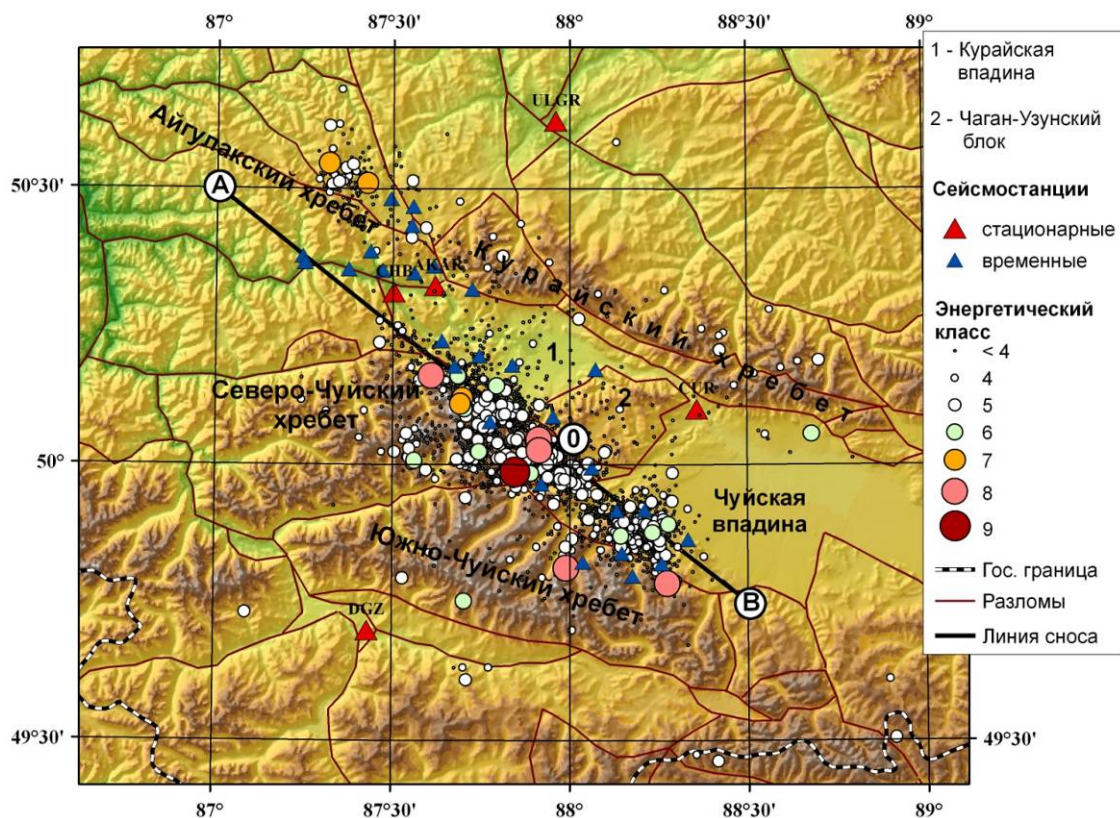 87° 87°30' 88° 88°30' 89°
50°30'
50°
49°30'
Айгулакский хребет
A
ULGR
CHB
AKAR
Курайский хребет
1
2
CUR
Северо-Чуйский
хребет
0
Чуйская
впадина
Южно-Чуйский хребет
B
DGZ
49°30'
87° 87°30' 88° 88°30' 89°
1 - Курайская
впадина
2 - Чаган-Узунский
блок
Сейсмостанции
стационарные
временные
Энергетический
класс
< 4
4
5
6
7
8
9
Гос. граница
Разломы
Линия сноса